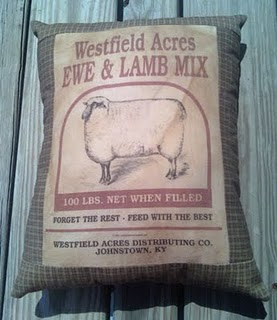 Westfield Acres
EWE & LAMB MIX
100 LBS. NET WHEN FILLED
FORGET THE REST - FEED WITH THE BEST
WESTFIELD ACRES DISTRIBUTING CO.
JOHNSTOWN, KY